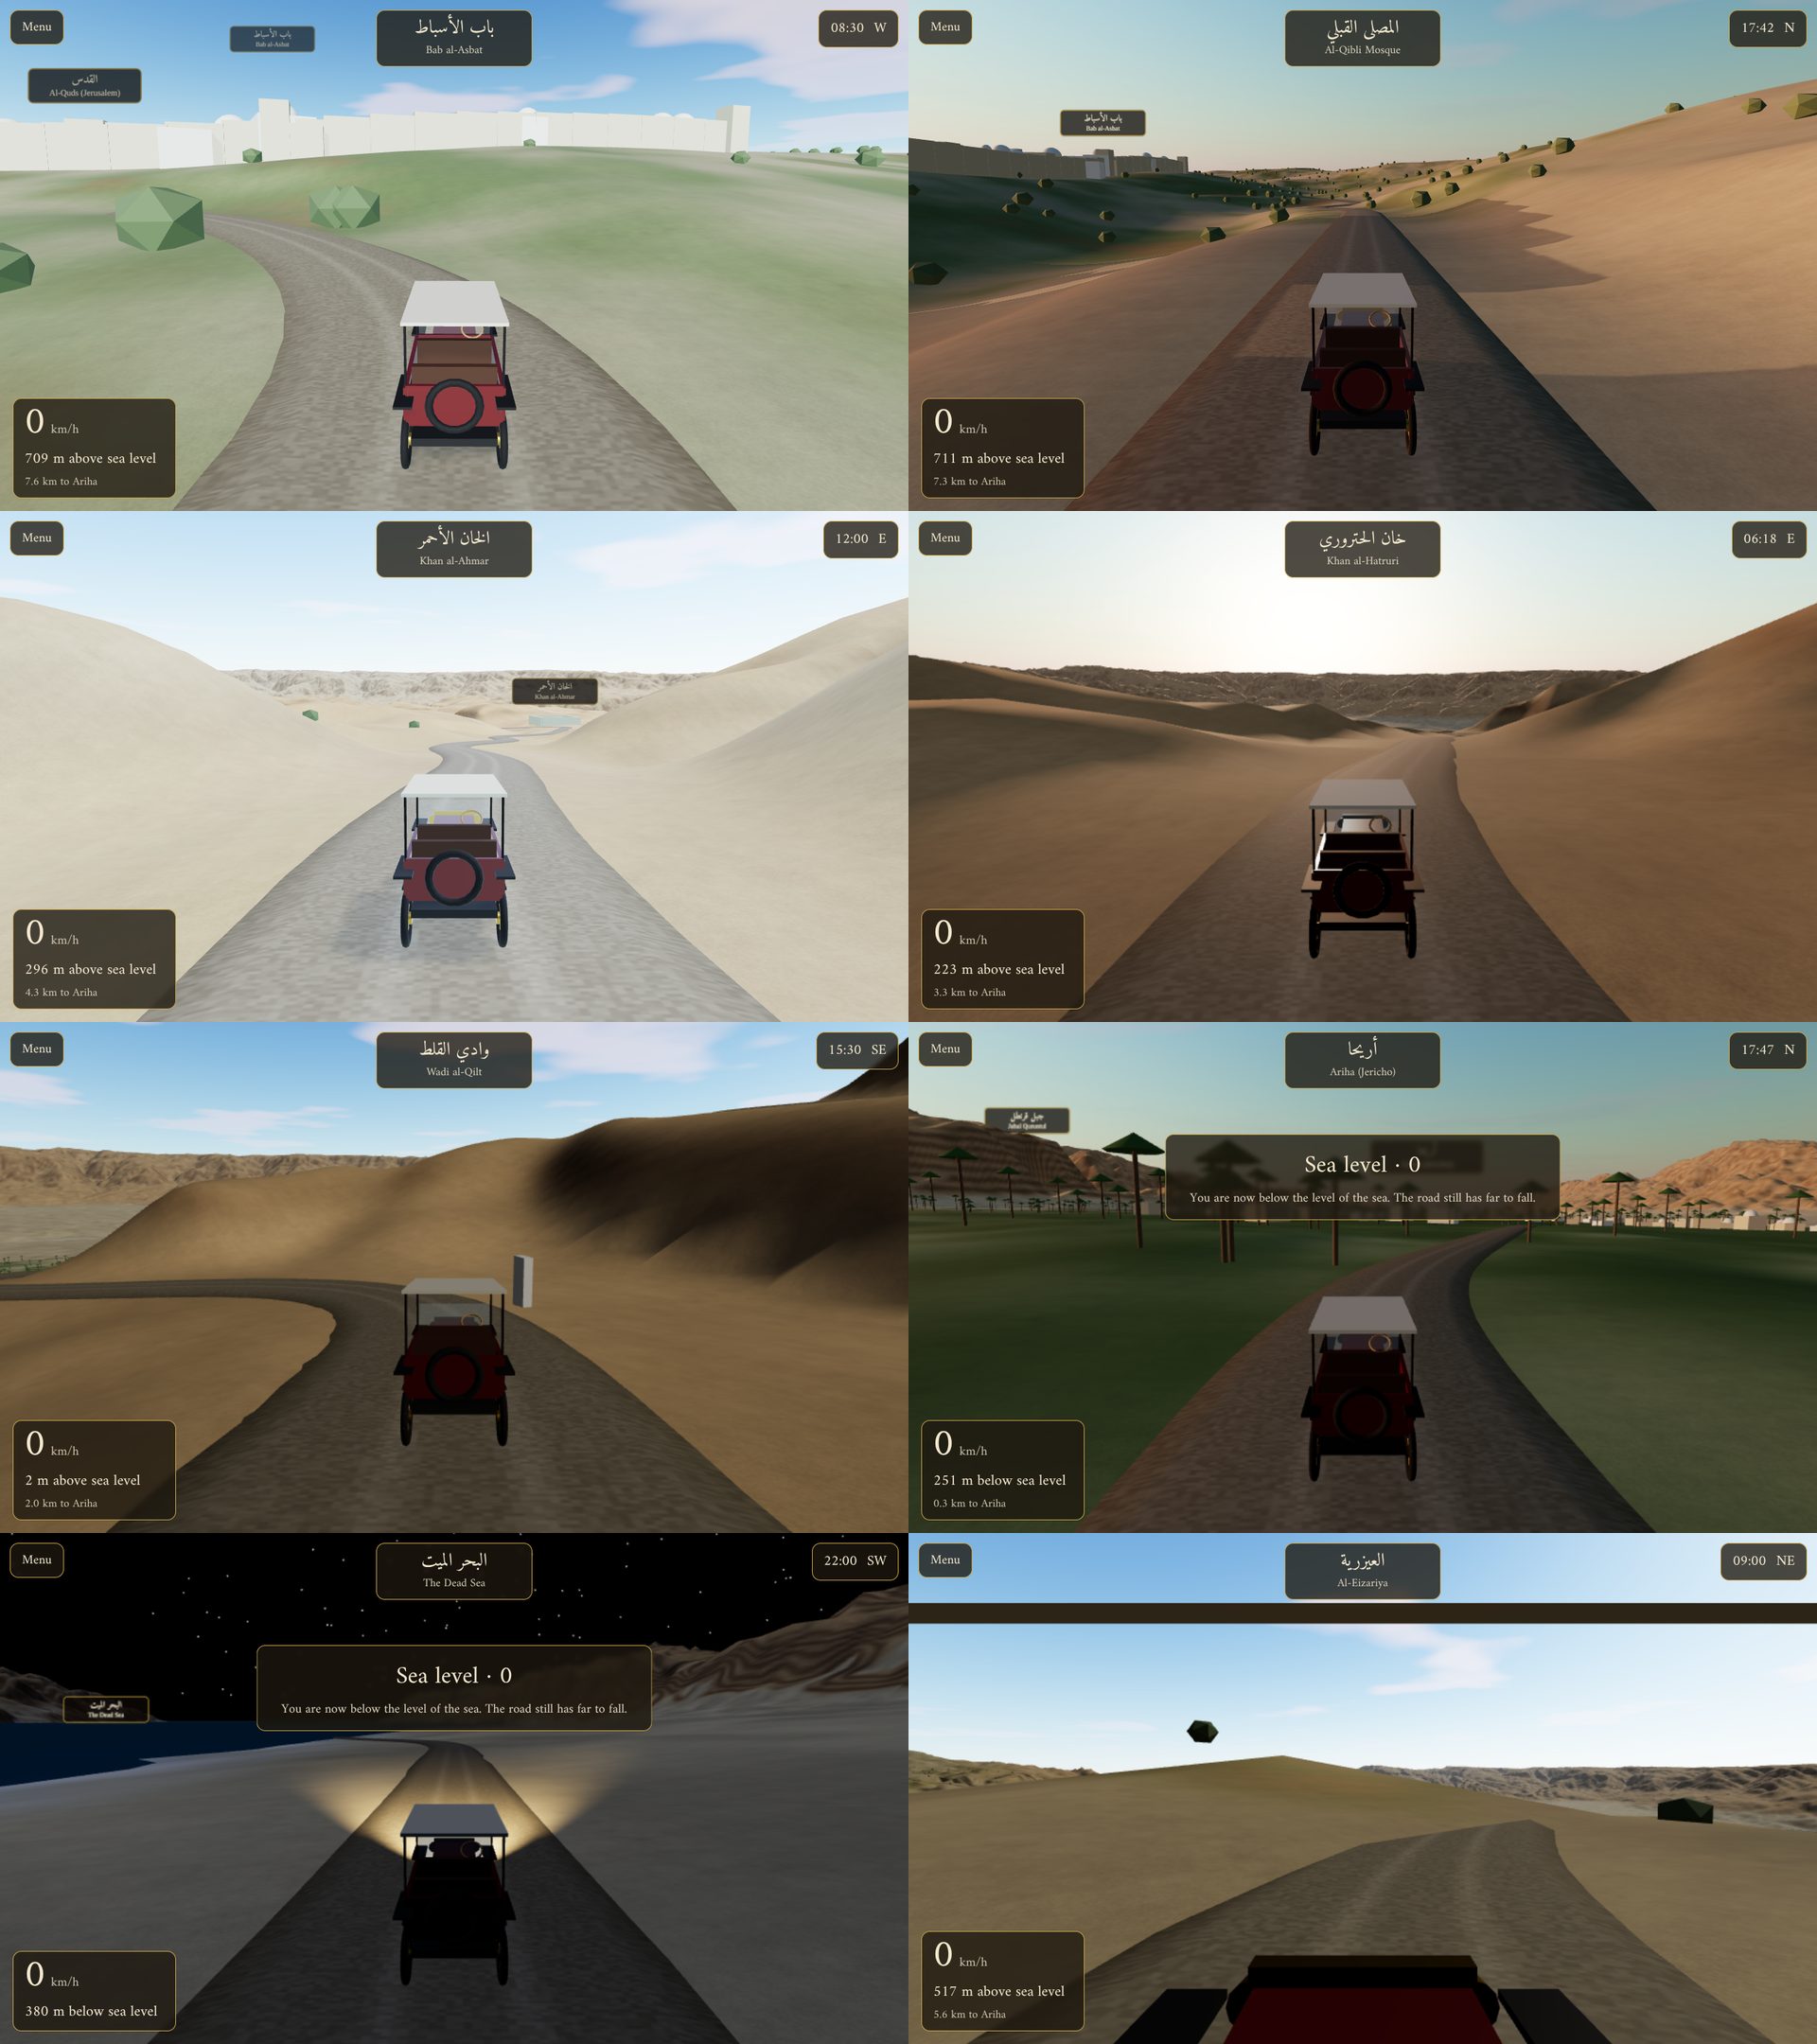 Menu
باب الأسباط
Bab al-Asbat
08:30 W
باب الأسباط
Bab al-Asbat
القدس
Al-Quds (Jerusalem)
0 km/h
709 m above sea level
7.6 km to Ariha
Menu
المصلى القبلي
Al-Qibli Mosque
17:42 N
باب الأسباط
Bab al-Asbat
0 km/h
711 m above sea level
7.3 km to Ariha
Menu
الخان الأحمر
Khan al-Ahmar
12:00 E
الخان الأحمر
Khan al-Ahmar
0 km/h
296 m above sea level
4.3 km to Ariha
Menu
خان الحتروري
Khan al-Hatruri
06:18 E
0 km/h
223 m above sea level
3.3 km to Ariha
Menu
وادي القلط
Wadi al-Qilt
15:30 SE
0 km/h
2 m above sea level
2.0 km to Ariha
Menu
أريحا
Ariha (Jericho)
17:47 N
جبل قرنطل
Jabal Quruntul
Sea level · 0
You are now below the level of the sea. The road still has far to fall.
0 km/h
251 m below sea level
0.3 km to Ariha
Menu
البحر الميت
The Dead Sea
22:00 SW
Sea level · 0
You are now below the level of the sea. The road still has far to fall.
البحر الميت
The Dead Sea
0 km/h
380 m below sea level
Menu
العيزرية
Al-Eizariya
09:00 NE
0 km/h
517 m above sea level
5.6 km to Ariha